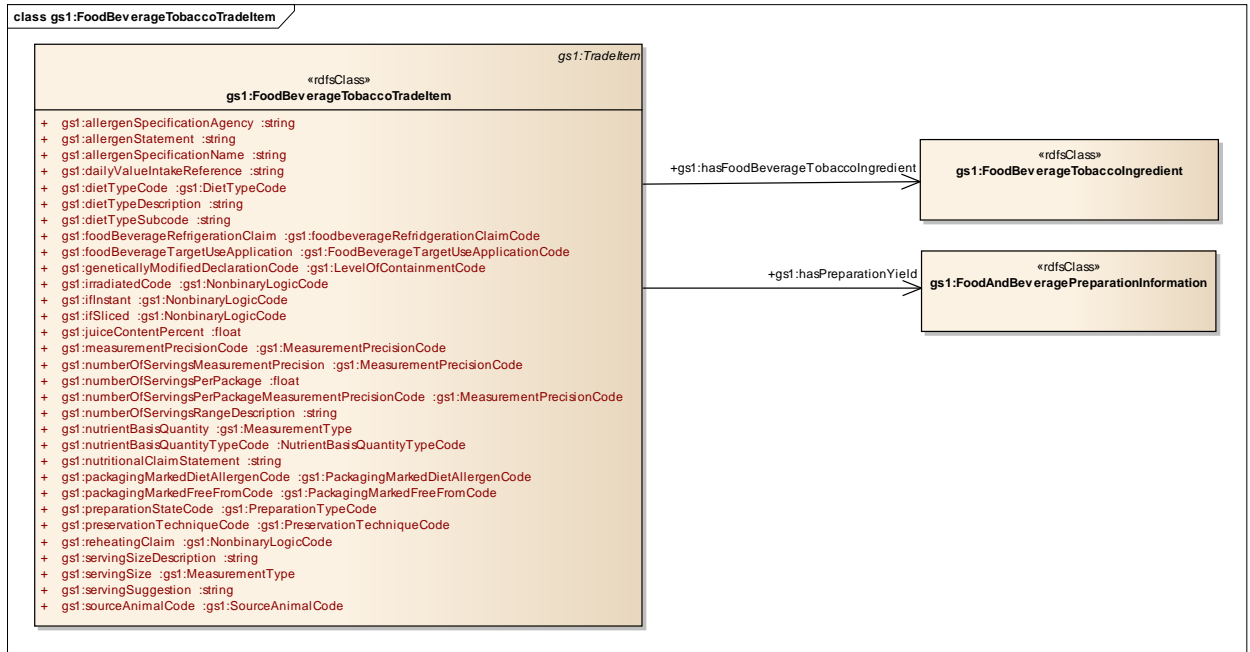 class gs1:FoodBeverageTobaccoTradeItem
gs1:TradeItem
«rdfsClass»
gs1:FoodBeverageTobaccoTradeItem
+ gs1:allergenSpecificationAgency :string
+ gs1:allergenStatement :string
+ gs1:allergenSpecificationName :string
+ gs1:dailyValueIntakeReference :string
+ gs1:dietTypeCode :gs1:DietTypeCode
+ gs1:dietTypeDescription :string
+ gs1:dietTypeSubcode :string
+ gs1:foodBeverageRefrigerationClaim :gs1:foodbeverageRefridgerationClaimCode
+ gs1:foodBeverageTargetUseApplication :gs1:FoodBeverageTargetUseApplicationCode
+ gs1:geneticallyModifiedDeclarationCode :gs1:LevelOfContainmentCode
+ gs1:irradiatedCode :gs1:NonbinaryLogicCode
+ gs1:ifInstant :gs1:NonbinaryLogicCode
+ gs1:ifSliced :gs1:NonbinaryLogicCode
+ gs1:juiceContentPercent :float
+ gs1:measurementPrecisionCode :gs1:MeasurementPrecisionCode
+ gs1:numberOfServingsMeasurementPrecision :gs1:MeasurementPrecisionCode
+ gs1:numberOfServingsPerPackage :float
+ gs1:numberOfServingsPerPackageMeasurementPrecisionCode :gs1:MeasurementPrecisionCode
+ gs1:numberOfServingsRangeDescription :string
+ gs1:nutrientBasisQuantity :gs1:MeasurementType
+ gs1:nutrientBasisQuantityTypeCode :NutrientBasisQuantityTypeCode
+ gs1:nutritionalClaimStatement :string
+ gs1:packagingMarkedDietAllergenCode :gs1:PackagingMarkedDietAllergenCode
+ gs1:packagingMarkedFreeFromCode :gs1:PackagingMarkedFreeFromCode
+ gs1:preparationStateCode :gs1:PreparationTypeCode
+ gs1:preservationTechniqueCode :gs1:PreservationTechniqueCode
+ gs1:reheatingClaim :gs1:NonbinaryLogicCode
+ gs1:servingSizeDescription :string
+ gs1:servingSize :gs1:MeasurementType
+ gs1:servingSuggestion :string
+ gs1:sourceAnimalCode :gs1:SourceAnimalCode
+gs1:hasFoodBeverageTobaccoIngredient
«rdfsClass»
gs1:FoodBeverageTobaccoIngredient
+gs1:hasPreparationYield
«rdfsClass»
gs1:FoodAndBeveragePreparationInformation